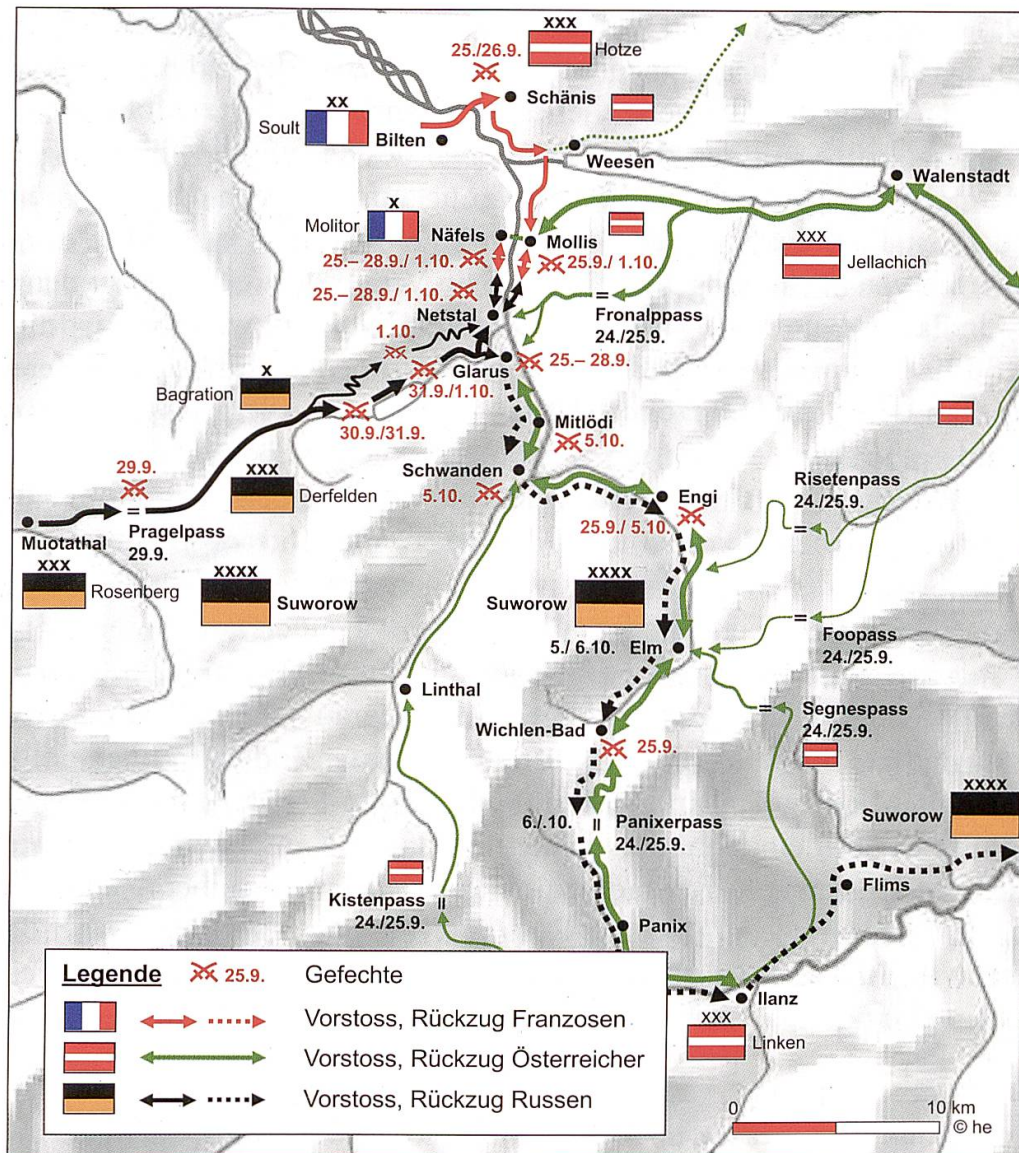 xxx
25./26.9.
Hotze
Schänis
xx
Soult
Bilten
Weesen
Walenstadt
x
Molitor
Näfels
Mollis
25.– 28.9./ 1.10.
25.9./ 1.10.
xxx
Jellachich
25.– 28.9./ 1.10.
Netstal
Fronalppass
24./25.9.
1.10.
Glarus
25.– 28.9.
x
Bagration
31.9./1.10.
30.9./31.9.
Mitlödi
5.10.
xxx
Derfelden
29.9.
Schwanden
5.10.
Engi
25.9./ 5.10.
Risetenpass
24./25.9.
Muotathal
Pragelpass
29.9.
xxx
Rosenberg
xxxx
Suworow
xxxx
Suworow
5./ 6.10.
Elm
Foopass
24./25.9.
Linthal
Segnespass
24./25.9.
Wichlen-Bad
25.9.
6./.10.
Panixerpass
24./25.9.
xxxx
Suworow
Flims
Kistenpass
24./25.9.
Panix
Ilanz
xxx
Linken
Legende
25.9.
Gefechte
Vorstoss, Rückzug Franzosen
Vorstoss, Rückzug Österreicher
Vorstoss, Rückzug Russen
0
10 km
© he